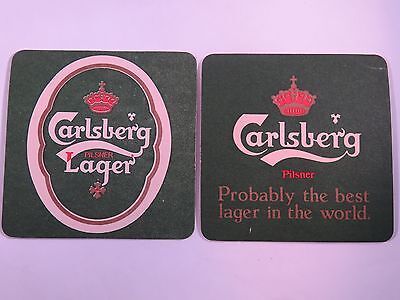 Carlsberg
PILSNER
Lager
Carlsberg
Pilsner
Probably the best
lager in the world.